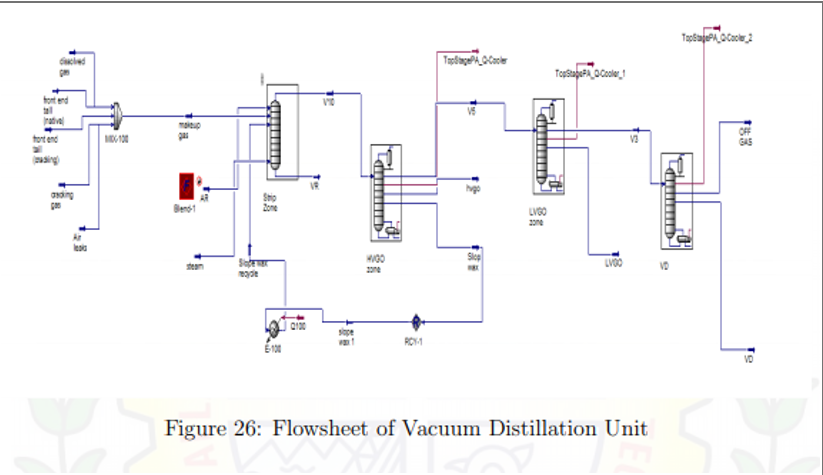 TopStagePA_Q-Cooler_2
TopStagePA_Q-Cooler
TopStagePA_Q-Cooler_1
dissolved
gas
front end
tail
(native)
front end
tail
(cracking)
MIX-100
makeup
gas
V10
V5
V3
OFF
GAS
cracking
gas
Blend-1
AR
Strip
Zone
VR
hvgo
LVGO
zone
Air
leaks
steam
Slope wax
recycle
HVGO
zone
Slop
wax
LVGO
VD
Q100
E-100
slope
wax 1
RCY-1
VD
Figure 26: Flowsheet of Vacuum Distillation Unit